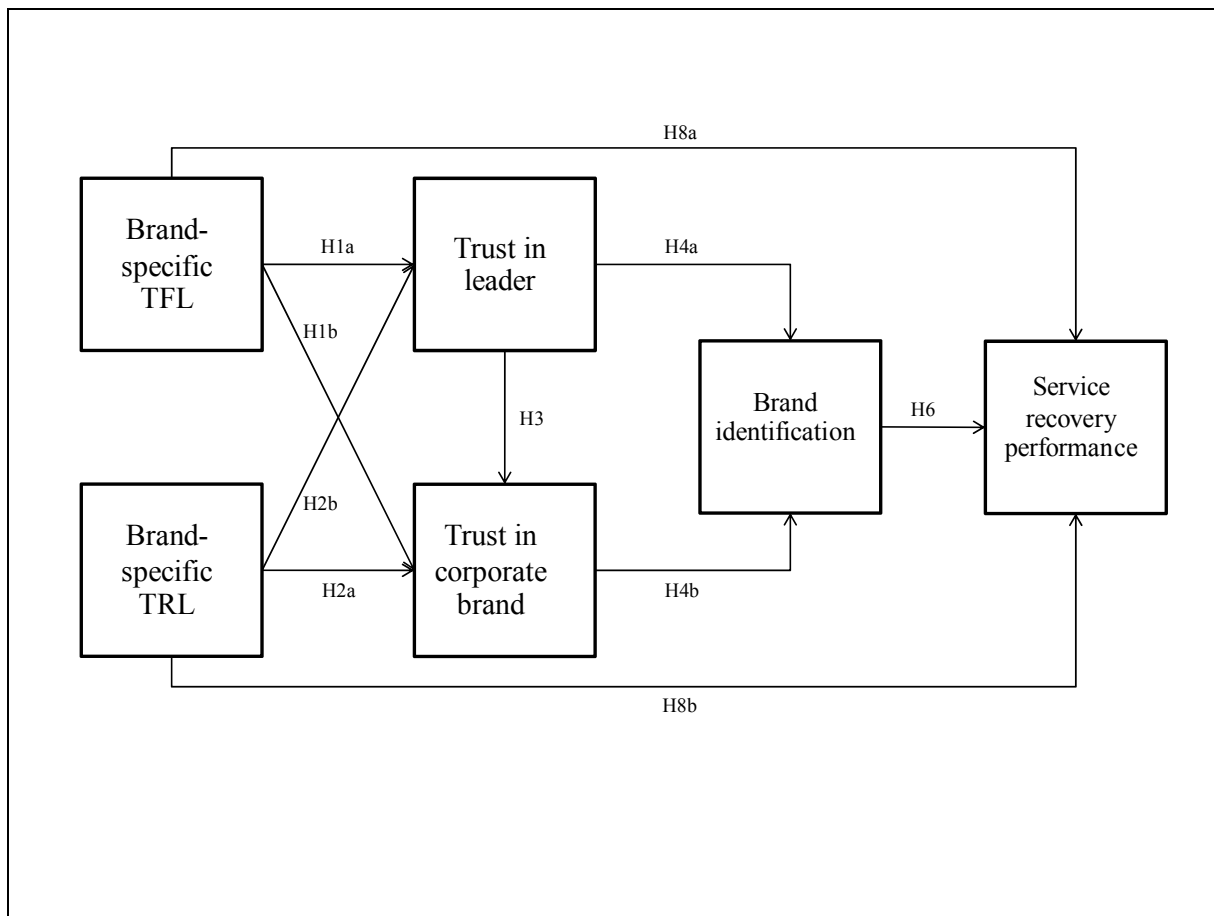 H8a
Brand-
specific
TFL
H1a
Trust in
leader
H4a
H1b
H3
Brand
identification
H6
Service
recovery
performance
H2b
Brand-
specific
TRL
H2a
Trust in
corporate
brand
H4b
H8b